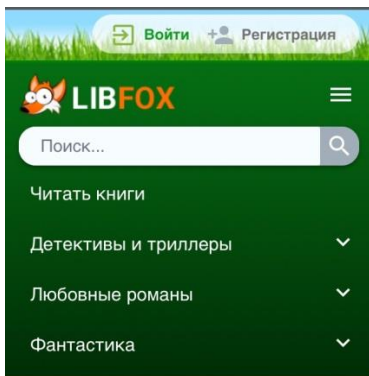 Войти Регистрация
LIBFOX
Поиск...
Читать книги
Детективы и триллеры
Любовные романы
Фантастика